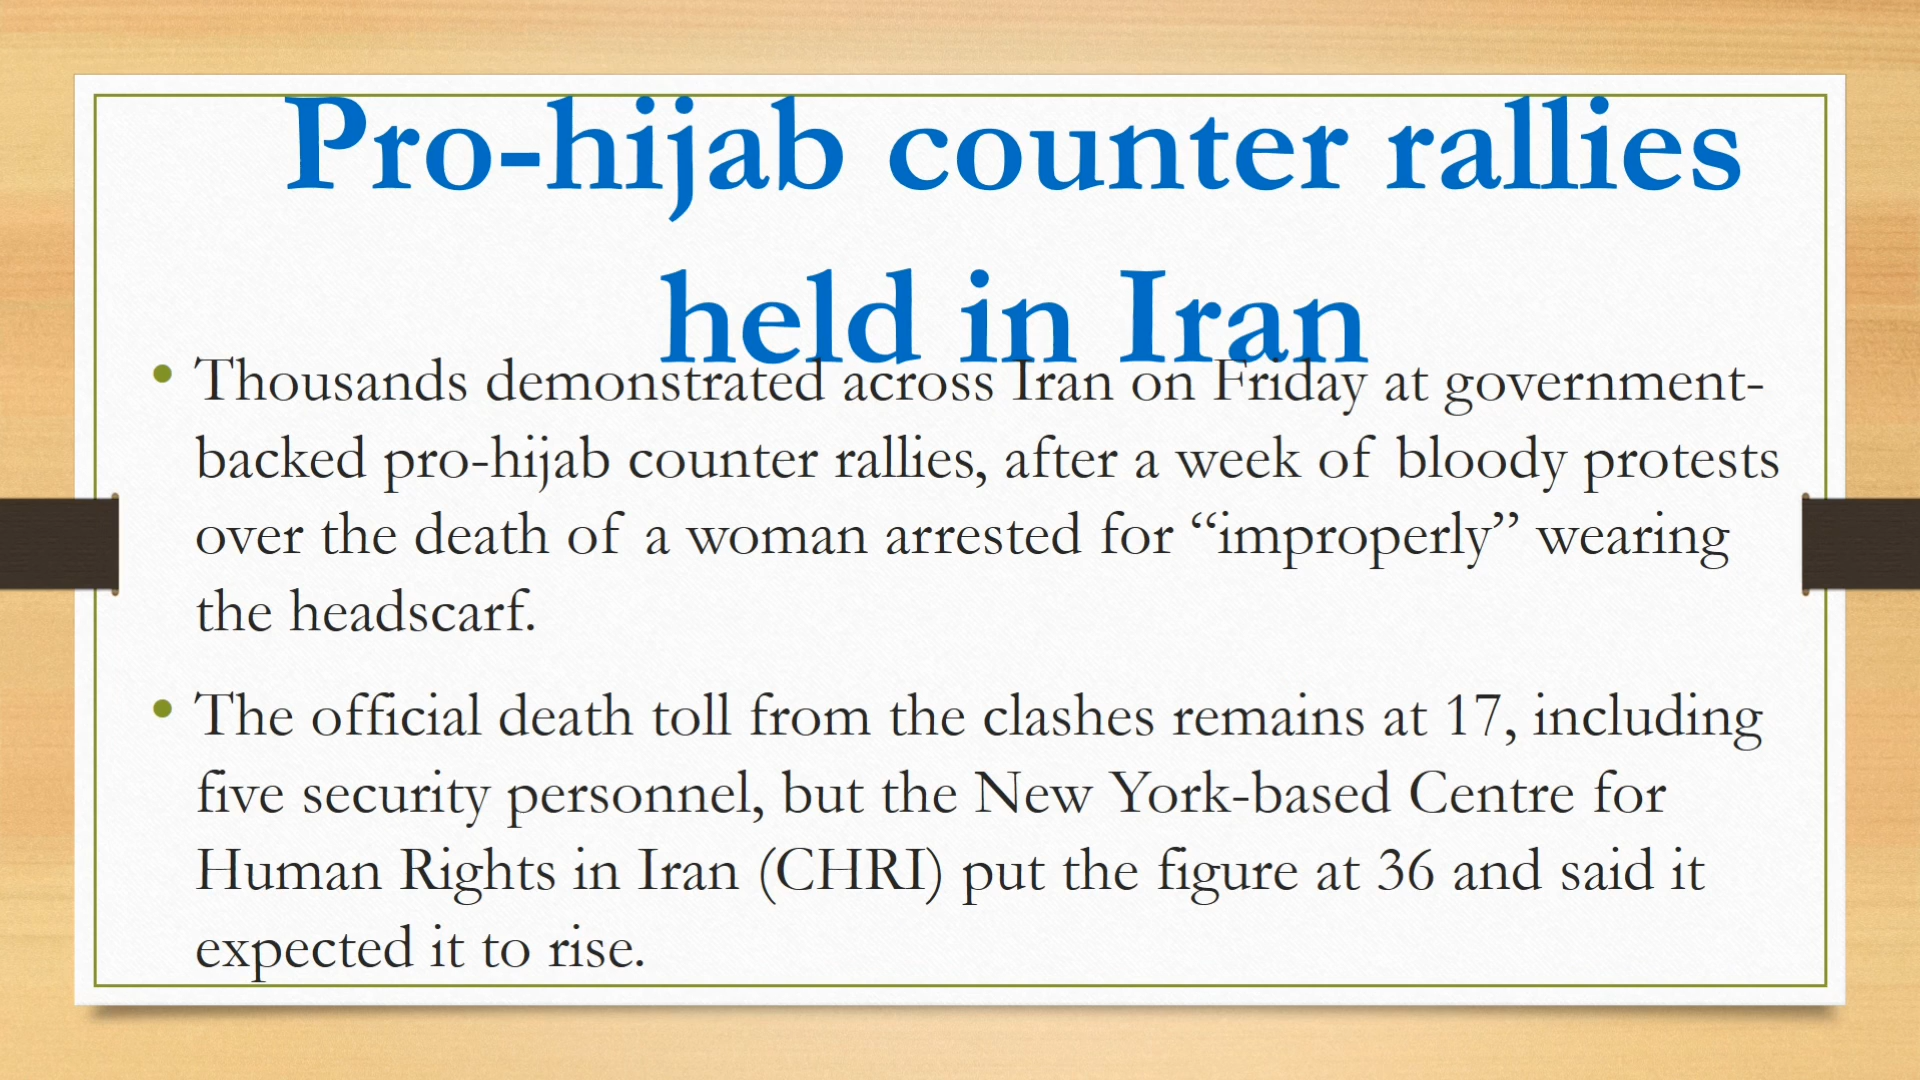 Pro-hijab counter rallies
held in Iran
• Thousands demonstrated across Iran on Friday at government-
backed pro-hijab counter rallies, after a week of bloody protests
over the death of a woman arrested for “improperly” wearing
the headscarf.
• The official death toll from the clashes remains at 17, including
five security personnel, but the New York-based Centre for
Human Rights in Iran (CHRI) put the figure at 36 and said it
expected it to rise.